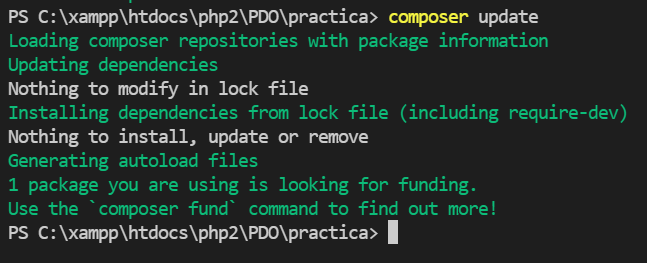 PS C:\xampp\htdocs\php2\PDO\practica> composer update
Loading composer repositories with package information
Updating dependencies
Nothing to modify in lock file
Installing dependencies from lock file (including require-dev)
Nothing to install, update or remove
Generating autoload files
1 package you are using is looking for funding.
Use the `composer fund` command to find out more!
PS C:\xampp\htdocs\php2\PDO\practica>